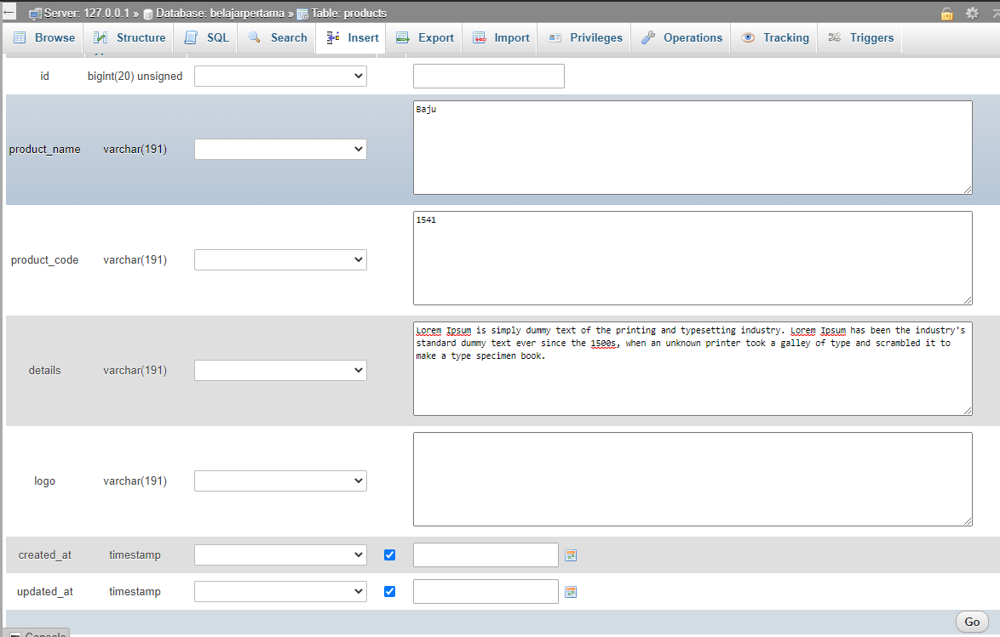 Server: 127.0.0.1 » Database: belajarpertama » Table: products
Browse Structure SQL Search Insert Export Import Privileges Operations Tracking Triggers
id bigint(20) unsigned
product_name varchar(191) Baju
product_code varchar(191) 1541
details varchar(191) Lorem Ipsum is simply dummy text of the printing and typesetting industry. Lorem Ipsum has been the industry's
standard dummy text ever since the 1500s, when an unknown printer took a galley of type and scrambled it to
make a type specimen book.
logo varchar(191)
created_at timestamp
updated_at timestamp
Go
Console